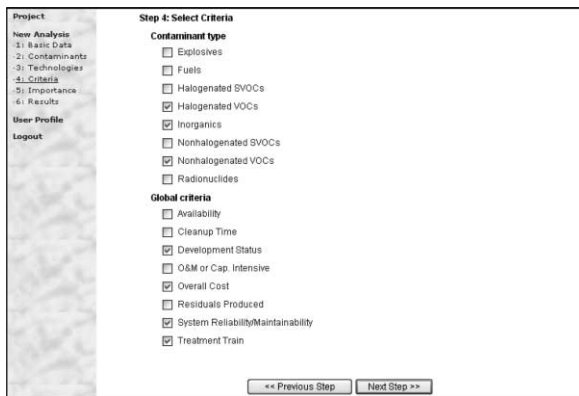 Project
New Analysis
-1: Basic Data
-2: Contaminants
-3: Technologies
-4: Criteria
-5: Importance
-6: Results
User Profile
Logout
Step 4: Select Criteria
Contaminant type
Explosives
Fuels
Halogenated SVOCs
Halogenated VOCs
Inorganics
Nonhalogenated SVOCs
Nonhalogenated VOCs
Radionuclides
Global criteria
Availability
Cleanup Time
Development Status
O&M or Cap. Intensive
Overall Cost
Residuals Produced
System Reliability/Maintainability
Treatment Train
<< Previous Step
Next Step >>